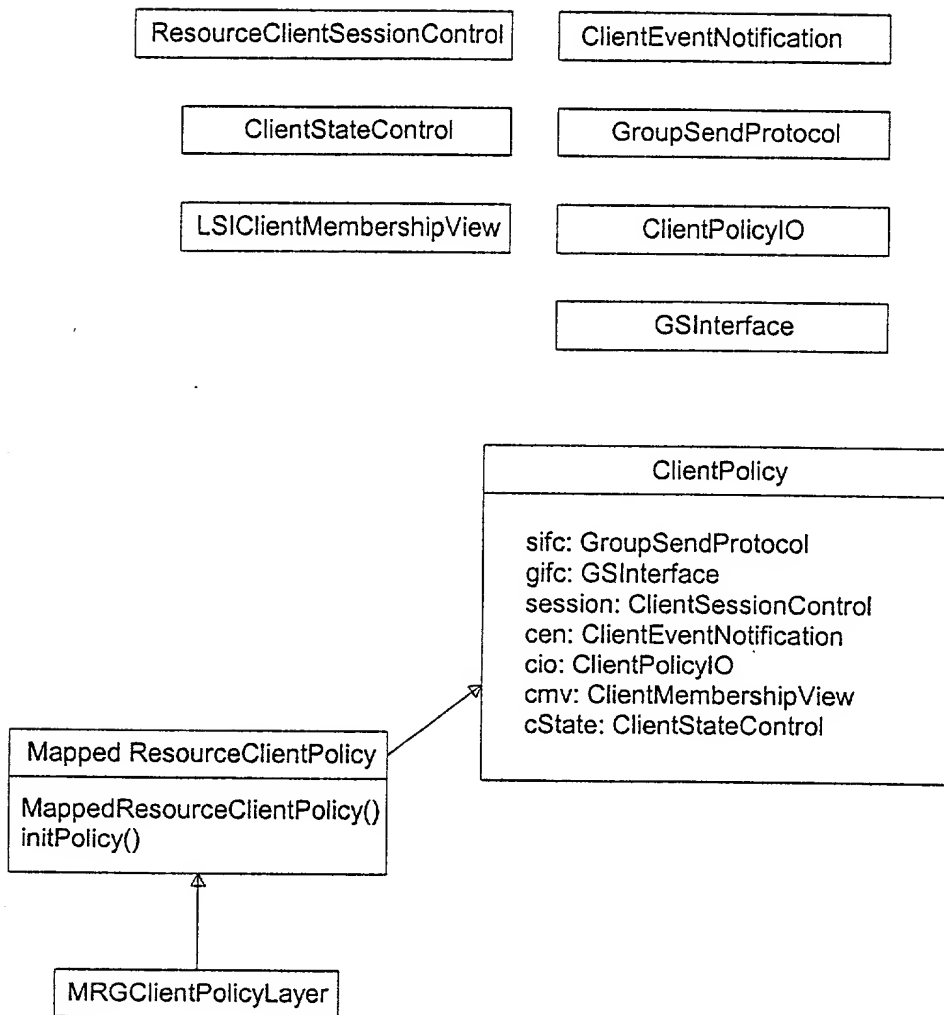 ResourceClientSessionControl
ClientEventNotification
ClientStateControl
GroupSendProtocol
LSIClientMembershipView
ClientPolicyIO
GSInterface
ClientPolicy
sifc: GroupSendProtocol
gifc: GSInterface
session: ClientSessionControl
cen: ClientEventNotification
cio: ClientPolicyIO
cmv: ClientMembershipView
cState: ClientStateControl
Mapped ResourceClientPolicy
MappedResourceClientPolicy()
initPolicy()
MRGClientPolicyLayer